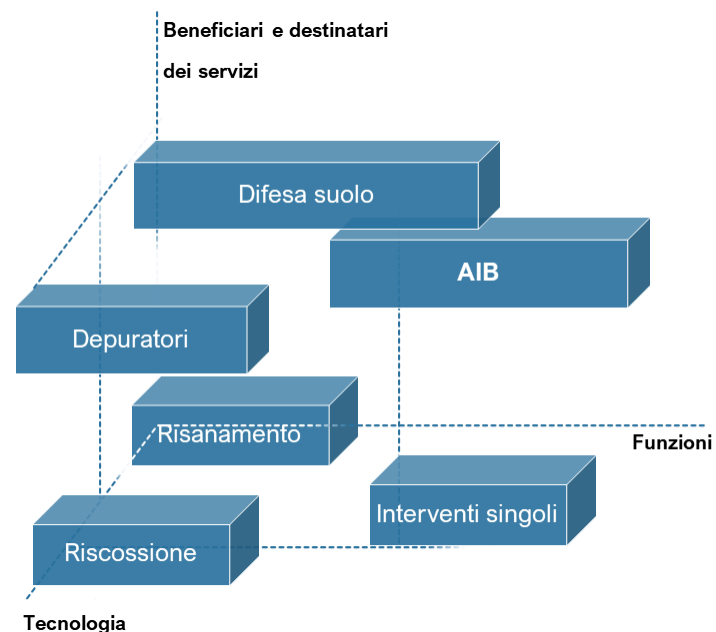 Beneficiari e destinatari
dei servizi
Difesa suolo
AIB
Depuratori
Risanamento
Funzioni
Interventi singoli
Riscossione
Tecnologia